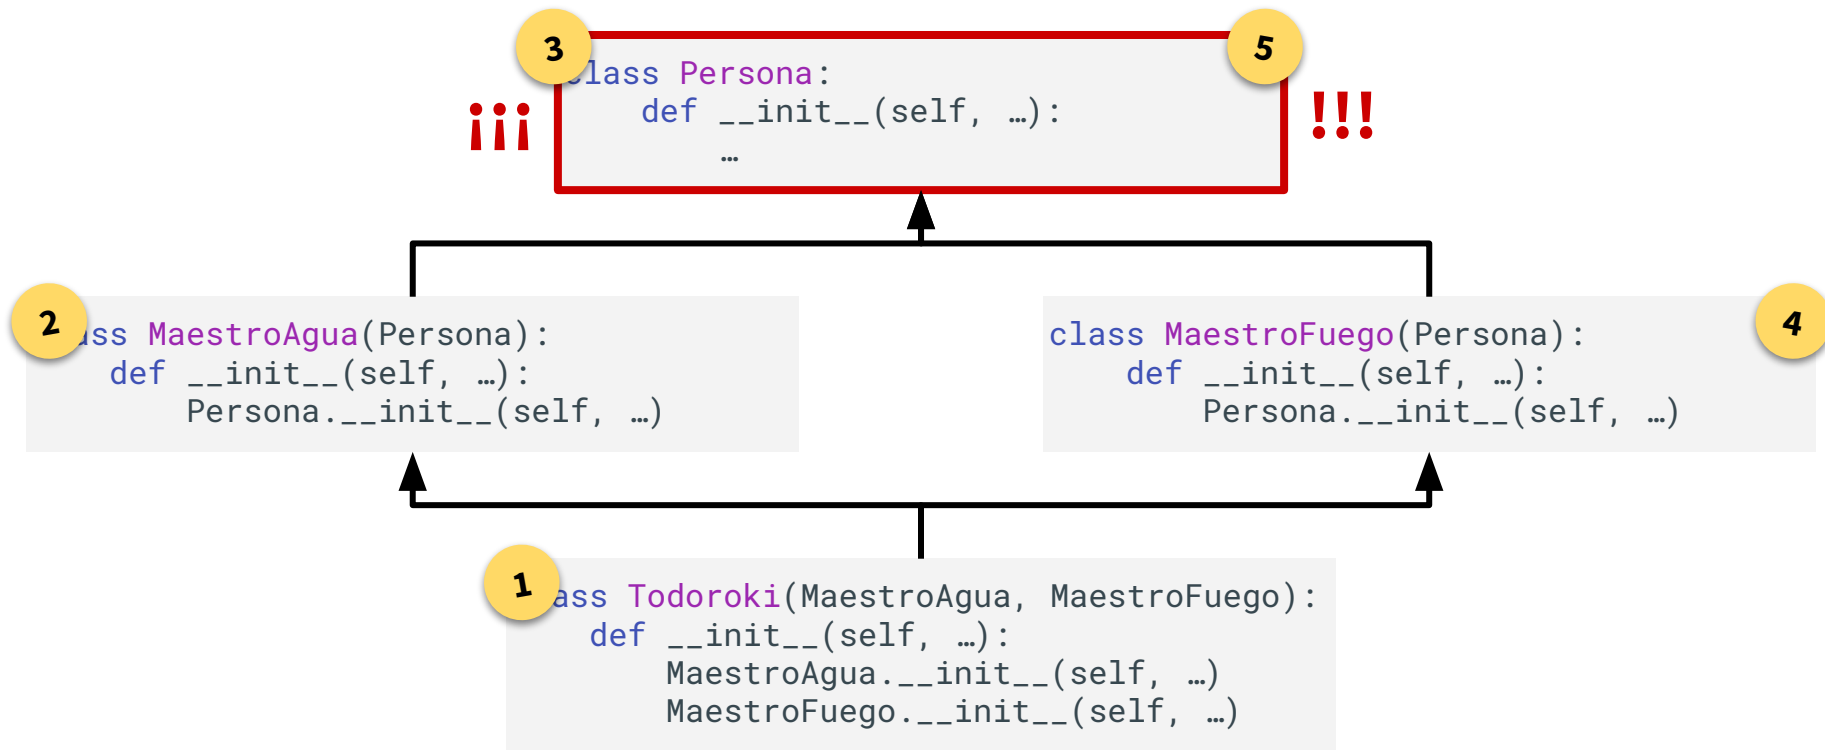 3
5
class Persona:
def __init__(self, …):
…
¡¡¡
!!!
2
ass MaestroAgua(Persona):
def __init__(self, …):
Persona.__init__(self, …)
class MaestroFuego(Persona):
4
def __init__(self, …):
Persona.__init__(self, …)
1
ass Todoroki(MaestroAgua, MaestroFuego):
def __init__(self, …):
MaestroAgua.__init__(self, …)
MaestroFuego.__init__(self, …)